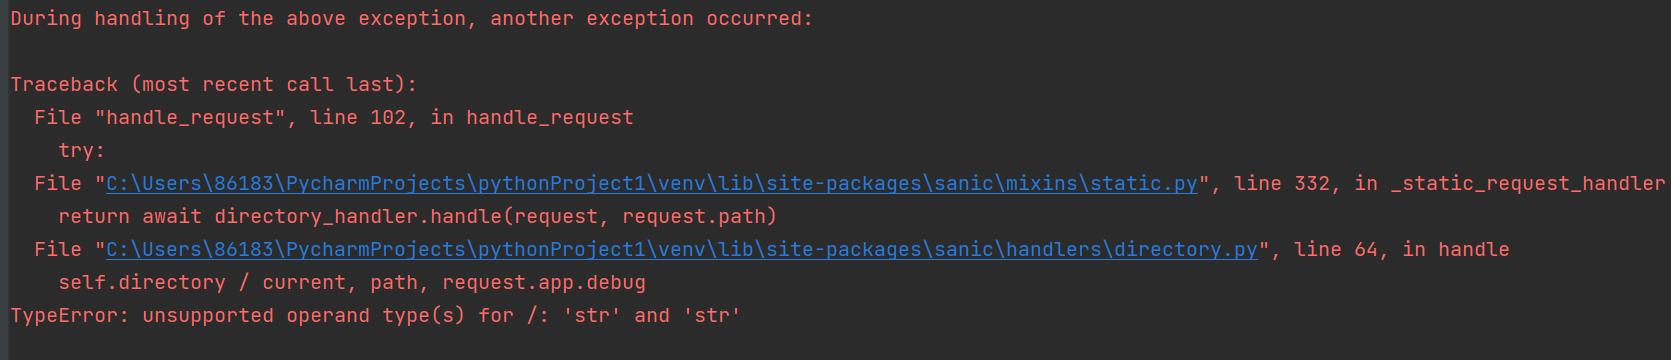 During handling of the above exception, another exception occurred:
Traceback (most recent call last):
File "handle_request", line 102, in handle_request
try:
File "C:\Users\86183\PycharmProjects\pythonProject1\venv\lib\site-packages\sanic\mixins\static.py", line 332, in _static_request_handler
return await directory_handler.handle(request, request.path)
File "C:\Users\86183\PycharmProjects\pythonProject1\venv\lib\site-packages\sanic\handlers\directory.py", line 64, in handle
self.directory / current, path, request.app.debug
TypeError: unsupported operand type(s) for /: 'str' and 'str'